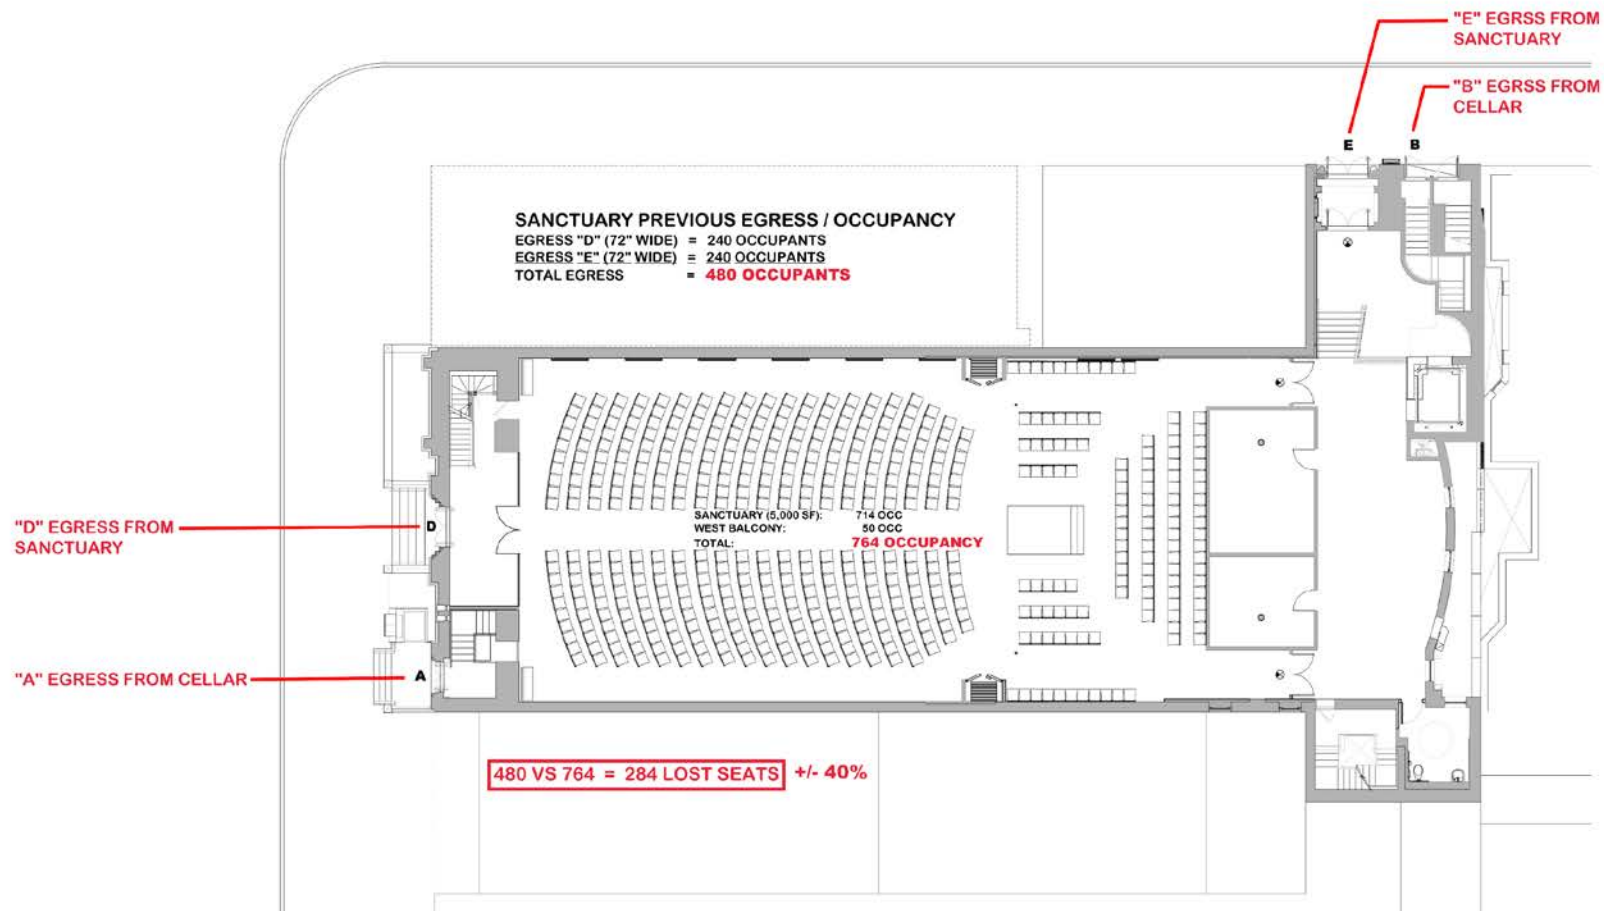 "E" EGRSS FROM
SANCTUARY
"B" EGRSS FROM
CELLAR
E
B
SANCTUARY PREVIOUS EGRESS / OCCUPANCY
EGRESS "D" (72" WIDE) = 240 OCCUPANTS
EGRESS "E" (72" WIDE) = 240 OCCUPANTS
TOTAL EGRESS = 480 OCCUPANTS
"D" EGRESS FROM
SANCTUARY
D
SANCTUARY (5,000 SF): 714 OCC
WEST BALCONY: 50 OCC
TOTAL: 764 OCCUPANCY
"A" EGRESS FROM CELLAR
A
480 VS 764 = 284 LOST SEATS +/- 40%